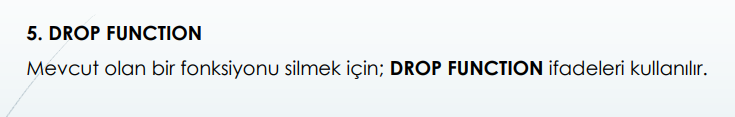 5. DROP FUNCTION
Mevcut olan bir fonksiyonu silmek için; DROP FUNCTION ifadeleri kullanılır.